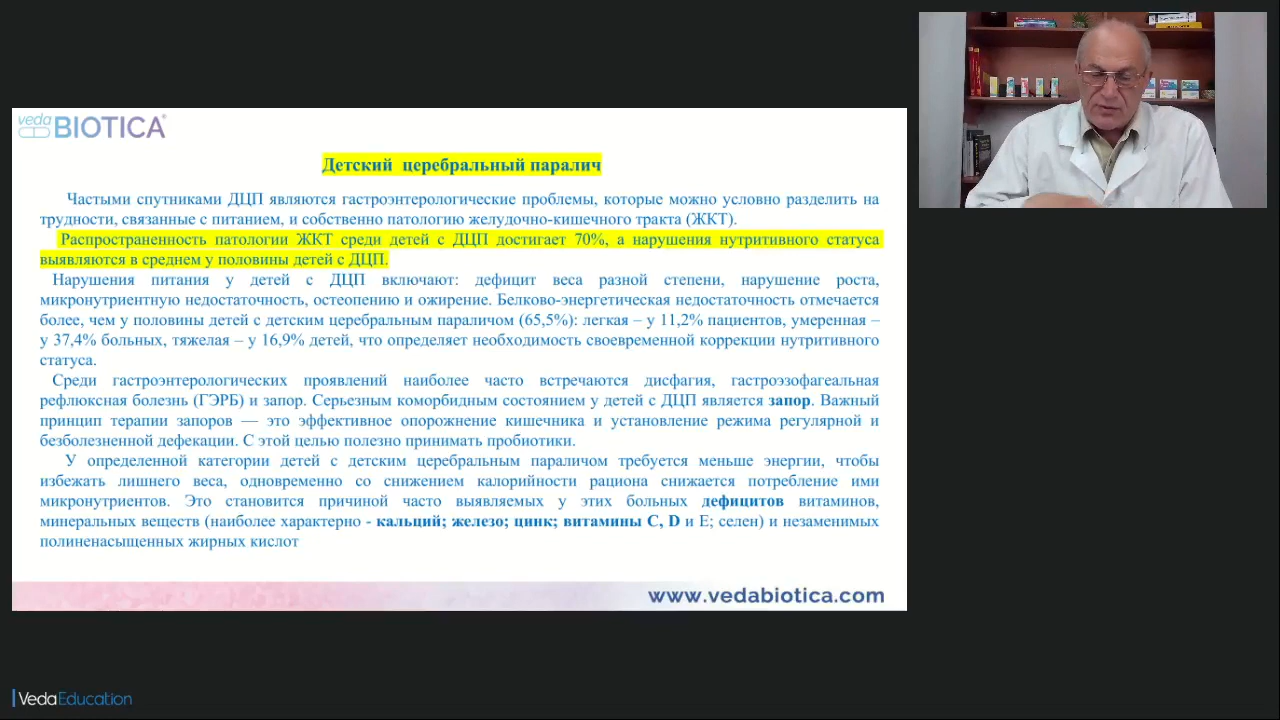 veda
BIOTICA®
Детский церебральный паралич
Частыми спутниками ДЦП являются гастроэнтерологические проблемы, которые можно условно разделить на
трудности, связанные с питанием, и собственно патологию желудочно-кишечного тракта (ЖКТ).
Распространенность патологии ЖКТ среди детей с ДЦП достигает 70%, а нарушения нутритивного статуса
выявляются в среднем у половины детей с ДЦП.
Нарушения питания у детей с ДЦП включают: дефицит веса разной степени, нарушение роста,
микронутриентную недостаточность, остеопению и ожирение. Белково-энергетическая недостаточность отмечается
более, чем у половины детей с детским церебральным параличом (65,5%): легкая – у 11,2% пациентов, умеренная –
у 37,4% больных, тяжелая – у 16,9% детей, что определяет необходимость своевременной коррекции нутритивного
статуса.
Среди гастроэнтерологических проявлений наиболее часто встречаются дисфагия, гастроэзофагеальная
рефлюксная болезнь (ГЭРБ) и запор. Серьезным коморбидным состоянием у детей с ДЦП является запор. Важный
принцип терапии запоров — это эффективное опорожнение кишечника и установление режима регулярной и
безболезненной дефекации. С этой целью полезно принимать пробиотики.
У определенной категории детей с детским церебральным параличом требуется меньше энергии, чтобы
избежать лишнего веса, одновременно со снижением калорийности рациона снижается потребление ими
микронутриентов. Это становится причиной часто выявляемых у этих больных дефицитов витаминов,
минеральных веществ (наиболее характерно - кальций; железо; цинк; витамины С, D и Е; селен) и незаменимых
полиненасыщенных жирных кислот
www.vedabiotica.com
VedaEducation